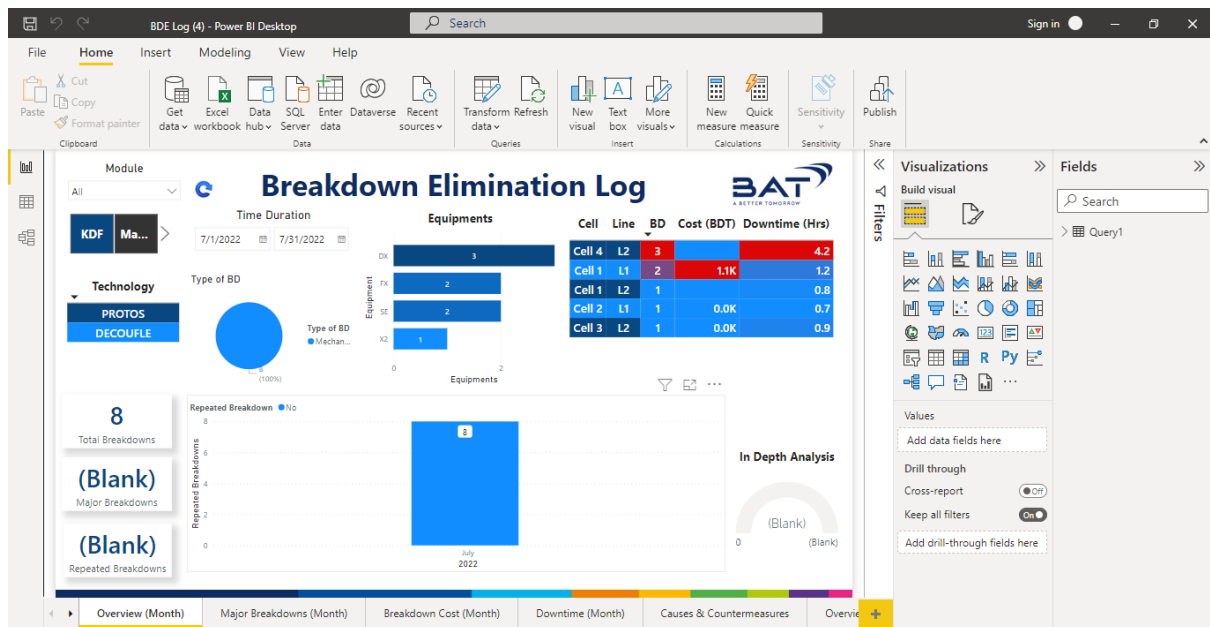 BDE Log (4) - Power BI Desktop
Search
Sign in
File Home Insert Modeling View Help
Paste
Cut
Copy
Format painter
Clipboard
Get data
Excel workbook
Data hub
SQL Server
Enter data
Dataverse
Recent sources
Data
Transform data
Refresh
Queries
New visual
Text box
More visuals
Insert
New measure
Quick measure
Calculations
Sensitivity
Sensitivity
Publish
Share
Module
All
KDF
Ma...
Breakdown Elimination Log
BAT
A BETTER TOMORROW
Time Duration
7/1/2022 7/31/2022
Technology
PROTOS
DECOUFLE
Type of BD
8
(100%)
Type of BD
Mechan...
Equipments
Equipment
DX 3
FX 2
SE 2
X2 1
0 2
Equipments
Cell Line BD Cost (BDT) Downtime (Hrs)
Cell 4 L2 3 4.2
Cell 1 L1 2 1.1K 1.2
Cell 1 L2 1 0.8
Cell 2 L1 1 0.0K 0.7
Cell 3 L2 1 0.0K 0.9
8
Total Breakdowns
(Blank)
Major Breakdowns
(Blank)
Repeated Breakdowns
Repeated Breakdown No
Repeated Breakdowns
8
6
4
2
0
8
July
2022
In Depth Analysis
(Blank)
0 (Blank)
Filters
Visualizations
Build visual
123
R Py
Values
Add data fields here
Drill through
Cross-report Off
Keep all filters On
Add drill-through fields here
Fields
Search
Query1
Overview (Month) Major Breakdowns (Month) Breakdown Cost (Month) Downtime (Month) Causes & Countermeasures Overvie